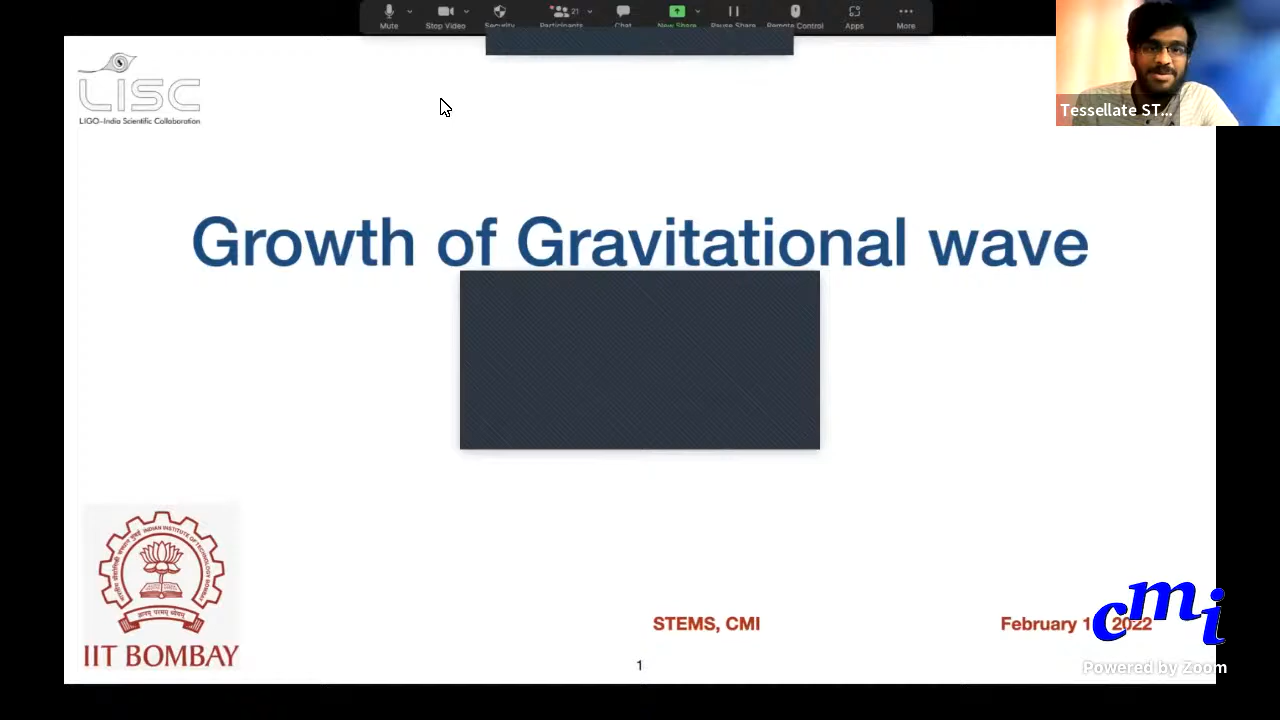 Mute
Stop Video
Security
Participants
21
Chat
New Share
Pause Share
Remote Control
Apps
More
Tessellate ST...
LISC
LIGO-India Scientific Collaboration
Growth of Gravitational wave
IIT BOMBAY
STEMS, CMI
February 1
2022
cmi
Powered by Zoom
1